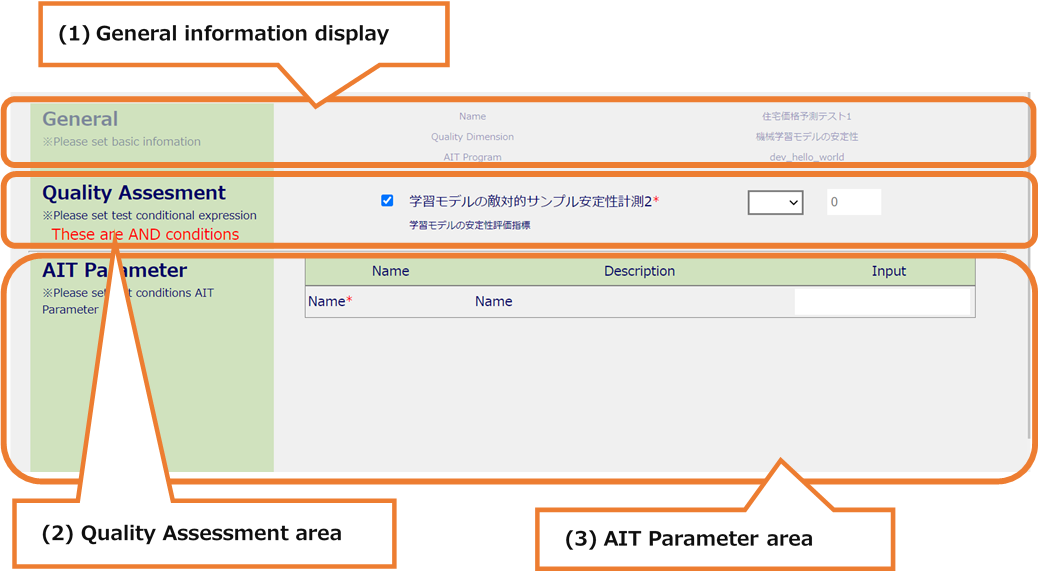 (1) General information display
General
※Please set basic infomation
Name 住宅価格予測テスト1
Quality Dimension 機械学習モデルの安定性
AIT Program dev_hello_world
Quality Assesment
※Please set test conditional expression
These are AND conditions
学習モデルの敵対的サンプル安定性計測2* 0
学習モデルの安定性評価指標
AIT Parameter
※Please set conditions AIT
Parameter
Name Description Input
Name* Name
(2) Quality Assessment area
(3) AIT Parameter area